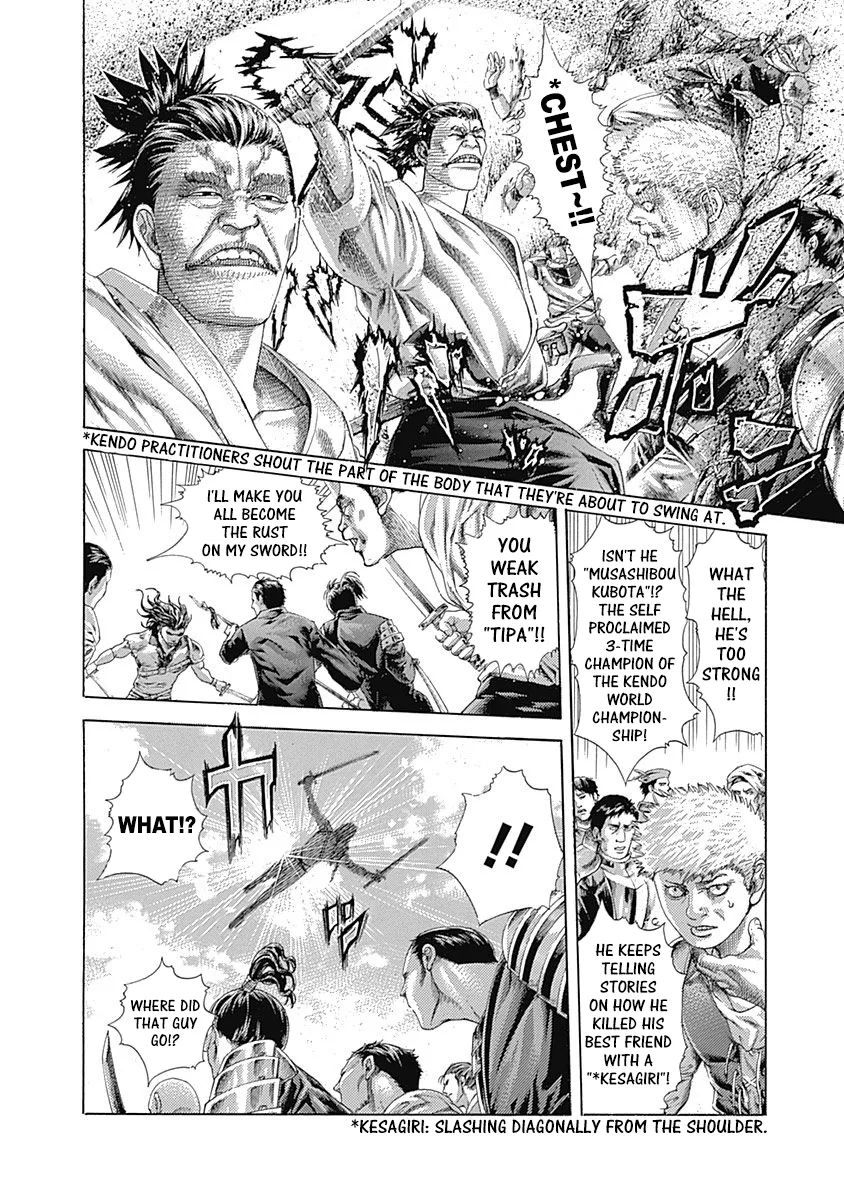 *CHEST~!!
*KENDO PRACTITIONERS SHOUT THE PART OF THE BODY THAT THEY'RE ABOUT TO SWING AT.
WHAT
THE
HELL,
HE'S
TOO
STRONG
!!
ISN'T HE
"MUSASHIBOU
KUBOTA"!?
THE SELF
PROCLAIMED
3-TIME
CHAMPION OF
THE KENDO
WORLD
CHAMPION-
SHIP!
HE KEEPS
TELLING
STORIES
ON HOW HE
KILLED HIS
BEST FRIEND
WITH A
"*KESAGIRI"!
YOU
WEAK
TRASH
FROM
"TIPA"!!
I'LL MAKE YOU
ALL BECOME
THE RUST
ON MY SWORD!!
!!
WHAT!?
WHERE DID
THAT GUY
GO!?
*KESAGIRI: SLASHING DIAGONALLY FROM THE SHOULDER.